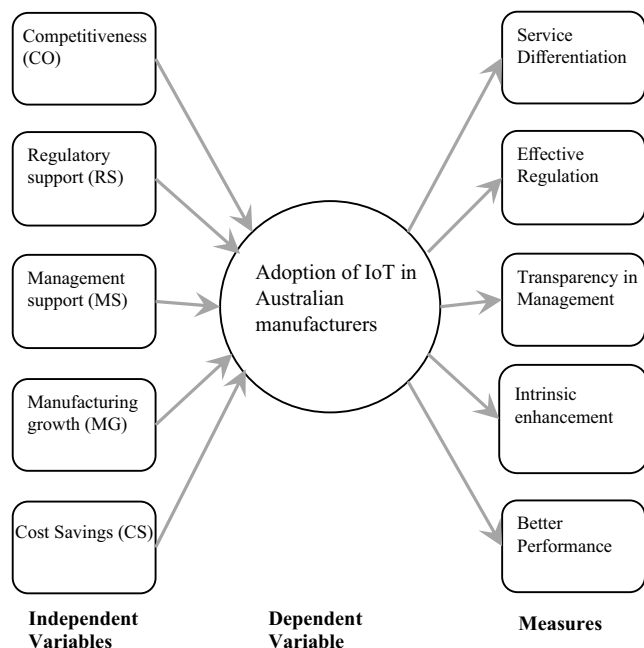 Competitiveness
(CO)
Regulatory
support (RS)
Management
support (MS)
Manufacturing
growth (MG)
Cost Savings (CS)
Adoption of IoT in
Australian
manufacturers
Service
Differentiation
Effective
Regulation
Transparency in
Management
Intrinsic
enhancement
Better
Performance
Independent
Variables
Dependent
Variable
Measures